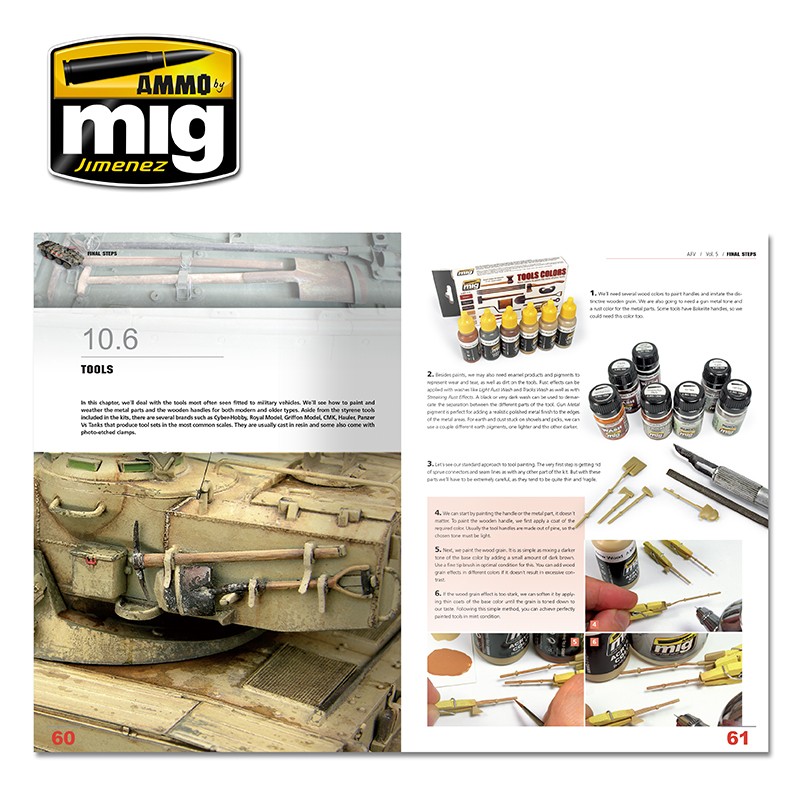 AMMO by
mig
Jimenez
FINAL STEPS
10.6
TOOLS
In this chapter, we'll deal with the tools most often seen fitted to military vehicles. We'll see how to paint and
weather the metal parts and the wooden handles for both modern and older types. Aside from the styrene tools
included in the kits, there are several brands such as Cyber-Hobby, Royal Model, Griffon Model, CMK, Hauler, Panzer
Vs Tanks that produce tool sets in the most common scales. They are usually cast in resin and some also come with
photo-etched clamps.
60
AFV / Vol. 5 / FINAL STEPS
TOOLS COLORS
mig
1. We'll need several wood colors to paint handles and imitate the dis-
tinctive wooden grain. We are also going to need a gun metal tone and
a rust color for the metal parts. Some tools have Bakelite handles, so we
could need this color too.
2. Besides paints, we may also need enamel products and pigments to
represent wear and tear, as well as dirt on the tools. Rust effects can be
applied with washes like Light Rust Wash and Tracks Wash as well as with
Streaking Rust Effects. A black or very dark wash can be used to demar-
cate the separation between the different parts of the tool. Gun Metal
pigment is perfect for adding a realistic polished metal finish to the edges
of the metal areas. For earth and dust stuck on shovels and picks, we can
use a couple different earth pigments, one lighter and the other darker.
WASH
mig
mig
3. Let's see our standard approach to tool painting. The very first step is getting rid
of sprue connectors and seam lines as with any other part of the kit. But with these
parts we'll have to be extremely careful, as they tend to be quite thin and fragile.
4. We can start by painting the handle or the metal part, it doesn't
matter. To paint the wooden handle, we first apply a coat of the
required color. Usually the tool handles are made out of pine, so the
chosen tone must be light.
5. Next, we paint the wood grain. It is as simple as mixing a darker
tone of the base color by adding a small amount of dark brown.
Use a fine tip brush in optimal condition for this. You can add wood
grain effects in different colors if it doesn't result in excessive con-
trast.
6. If the wood grain effect is too stark, we can soften it by apply-
ing thin coats of the base color until the grain is toned down to
our taste. Following this simple method, you can achieve perfectly
painted tools in mint condition.
4
5
6
mig
61